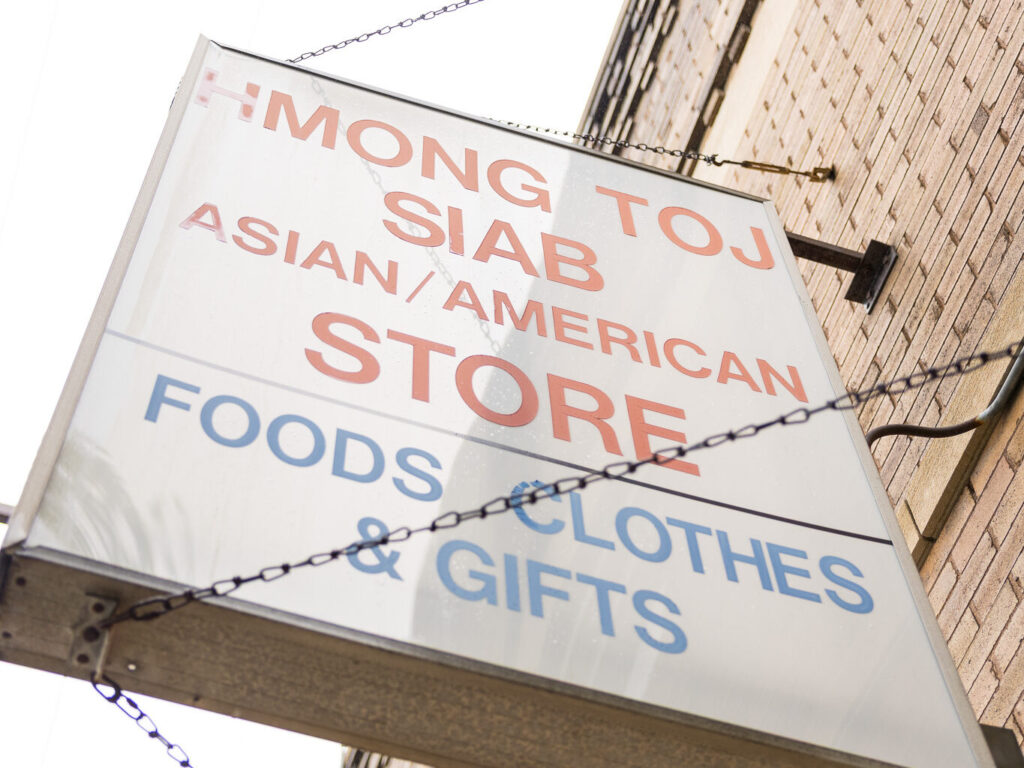 HMONG TOJ
SIAB
ASIAN/AMERICAN
STORE
FOODS CLOTHES
& GIFTS